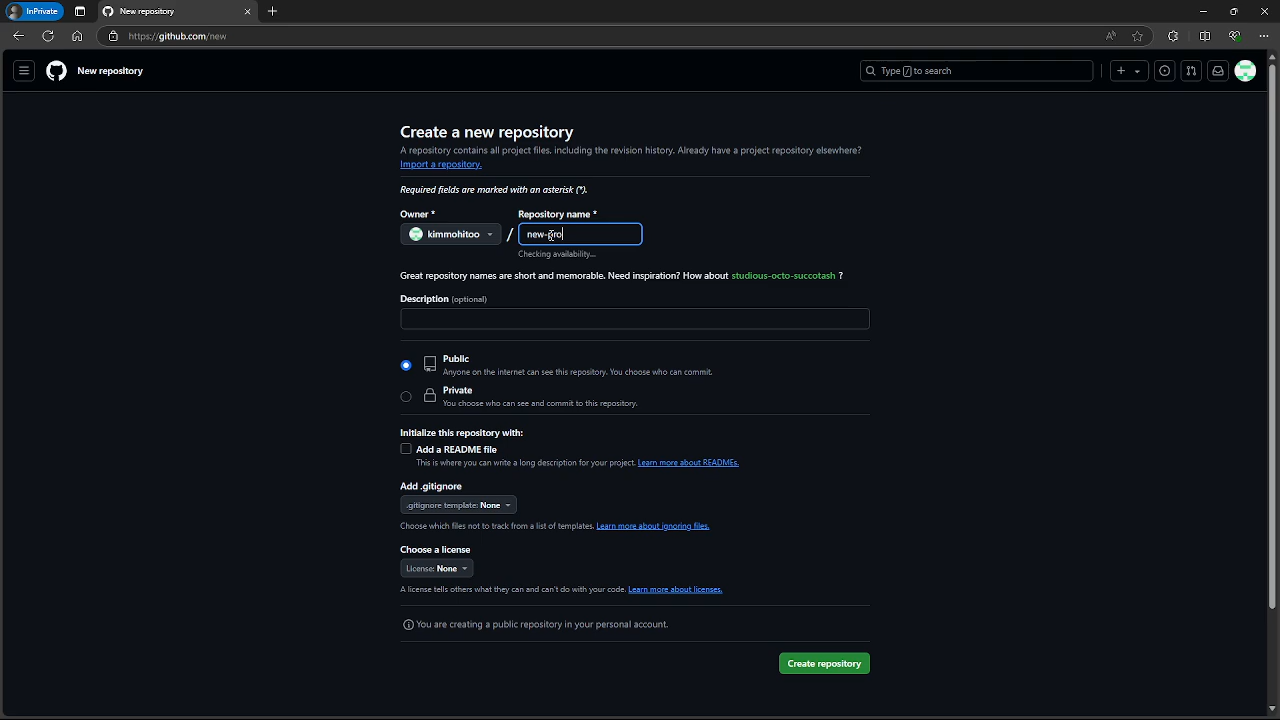 InPrivate
New repository
https://github.com/new
New repository
Type / to search
Create a new repository
A repository contains all project files, including the revision history. Already have a project repository elsewhere?
Import a repository.
Required fields are marked with an asterisk (*).
Owner *
Repository name *
kimmohitoo
/
new-pro
Checking availability...
Great repository names are short and memorable. Need inspiration? How about studious-octo-succotash ?
Description (optional)
Public
Anyone on the internet can see this repository. You choose who can commit.
Private
You choose who can see and commit to this repository.
Initialize this repository with:
Add a README file
This is where you can write a long description for your project. Learn more about READMEs.
Add .gitignore
.gitignore template: None
Choose which files not to track from a list of templates. Learn more about ignoring files.
Choose a license
License: None
A license tells others what they can and can't do with your code. Learn more about licenses.
You are creating a public repository in your personal account.
Create repository